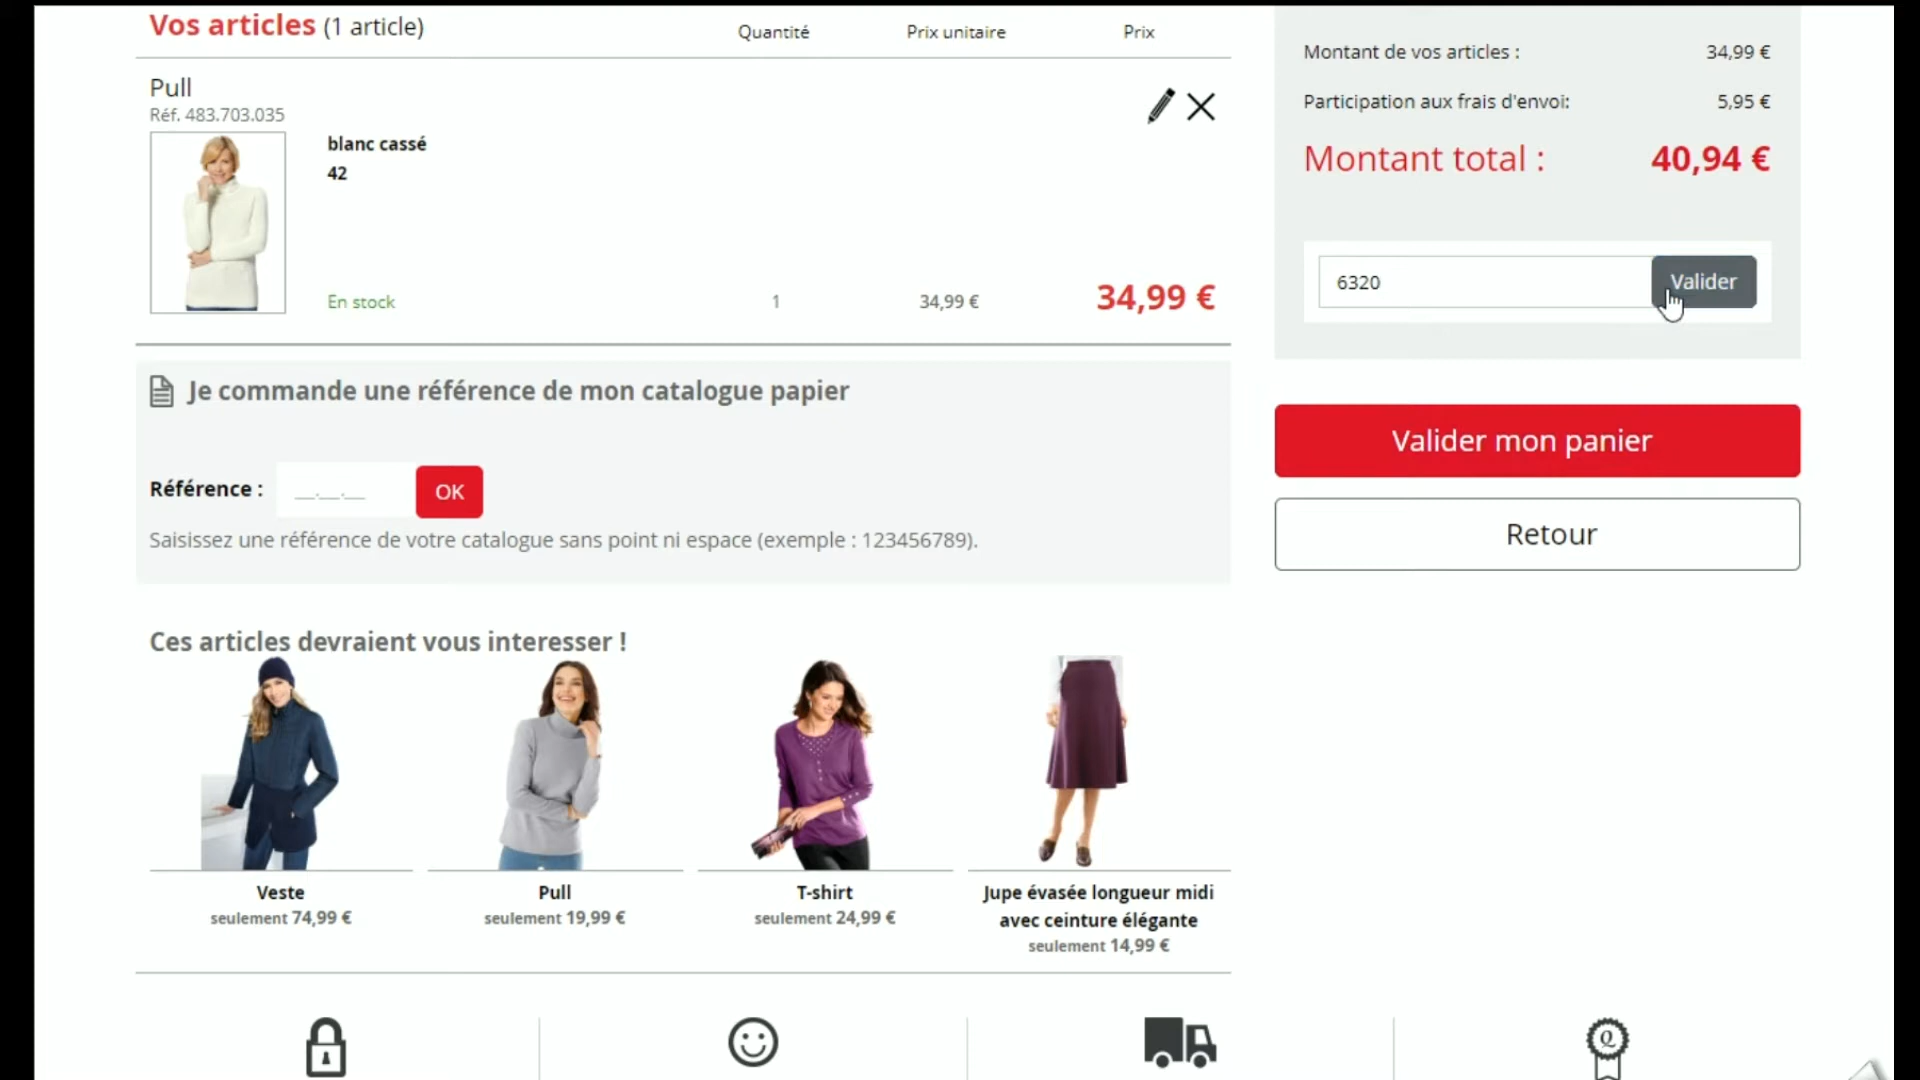 Vos articles (1 article)
Quantité
Prix unitaire
Prix
Pull
Réf. 483.703.035
blanc cassé
42
En stock
1
34,99 €
34,99 €
Je commande une référence de mon catalogue papier
Référence :
__.__.__
OK
Saisissez une référence de votre catalogue sans point ni espace (exemple : 123456789).
Ces articles devraient vous interesser !
Veste
seulement 74,99 €
Pull
seulement 19,99 €
T-shirt
seulement 24,99 €
Jupe évasée longueur midi
avec ceinture élégante
seulement 14,99 €
Montant de vos articles :
34,99 €
Participation aux frais d'envoi:
5,95 €
Montant total :
40,94 €
6320
Valider
Valider mon panier
Retour
Q